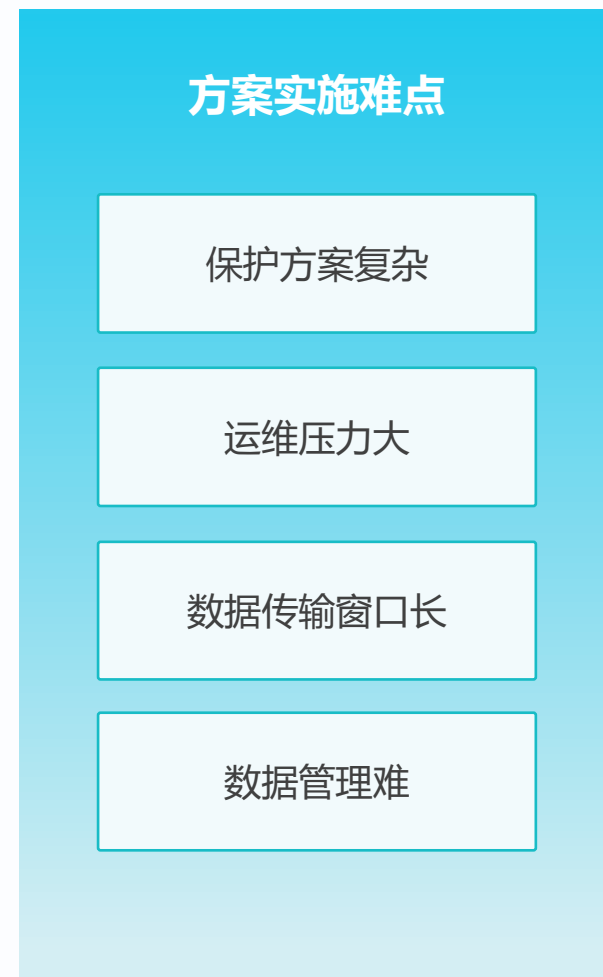 方案实施难点
保护方案复杂
运维压力大
数据传输窗口长
数据管理难